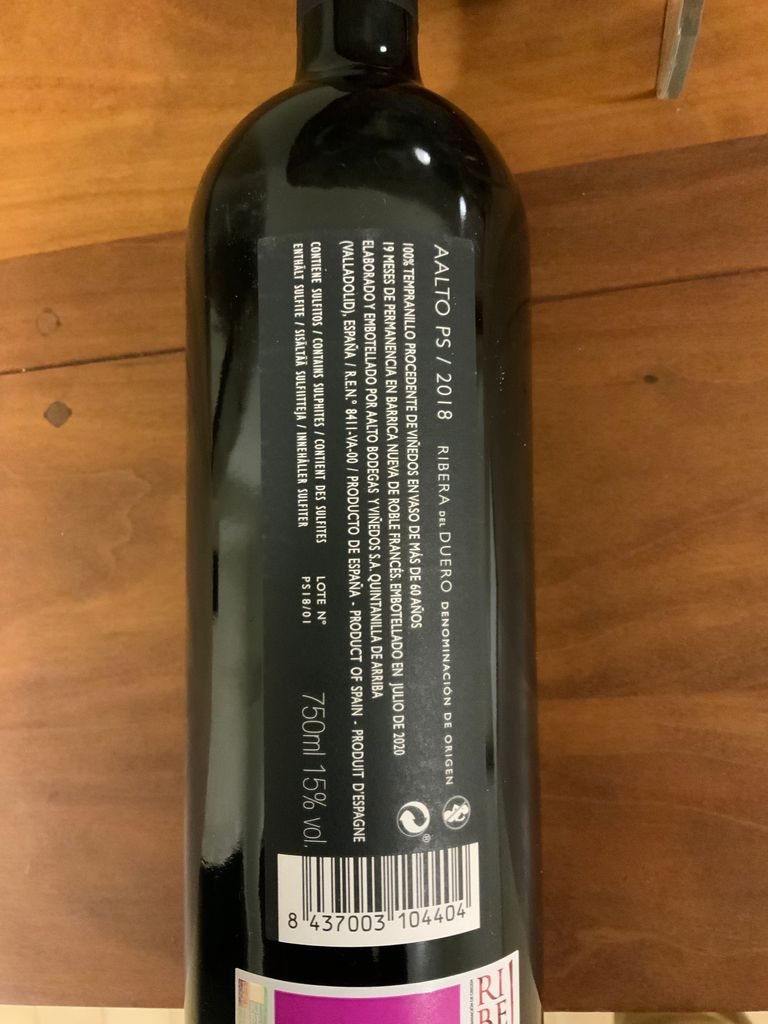 AALTO PS / 2018 RIBERA DEL DUERO DENOMINACIÓN DE ORIGEN
100% TEMPRANILLO PROCEDENTE DE VIÑEDOS EN VASO DE MÁS DE 60 AÑOS
19 MESES DE PERMANENCIA EN BARRICA NUEVA DE ROBLE FRANCÉS. EMBOTELLADO EN JULIO DE 2020
ELABORADO Y EMBOTELLADO POR AALTO BODEGAS Y VIÑEDOS S.A. QUINTANILLA DE ARRIBA
(VALLADOLID), ESPAÑA / R.E.N.º 8411-VA-00 / PRODUCTO DE ESPAÑA - PRODUCT OF SPAIN - PRODUIT D'ESPAGNE
CONTIENE SULFITOS / CONTAINS SULPHITES / CONTIENT DES SULFITES
ENTHÄLT SULFITE / SISÄLTÄÄ SULFIITTEJA / INNEHÅLLER SULFITER
LOTE Nº
PS18/01
750ml 15% vol.
®
8 437003 104404
RI
BE